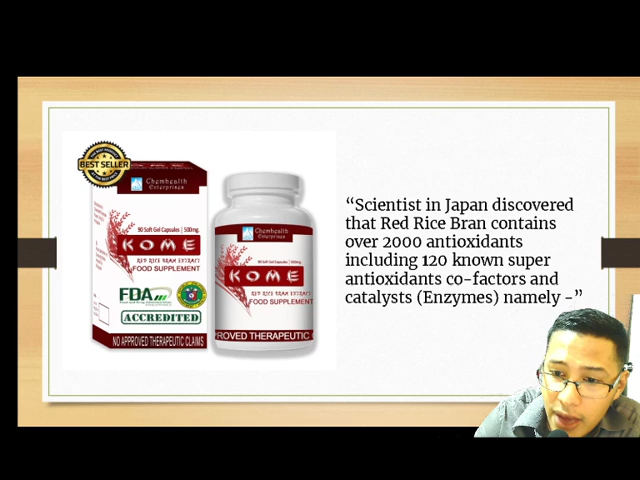 BEST SELLER
Chemhealth
Enterprises
90 Soft Gel Capsules | 500mg.
KOME
RED RICE BRAN EXTRACT
FOOD SUPPLEMENT
FDA
ACCREDITED
NO APPROVED THERAPEUTIC CLAIMS
Chemhealth
Enterprises
KOME
RED RICE BRAN EXTRACT
FOOD SUPPLEMENT
PROVED THERAPEUTIC C
“Scientist in Japan discovered
that Red Rice Bran contains
over 2000 antioxidants
including 120 known super
antioxidants co-factors and
catalysts (Enzymes) namely -”